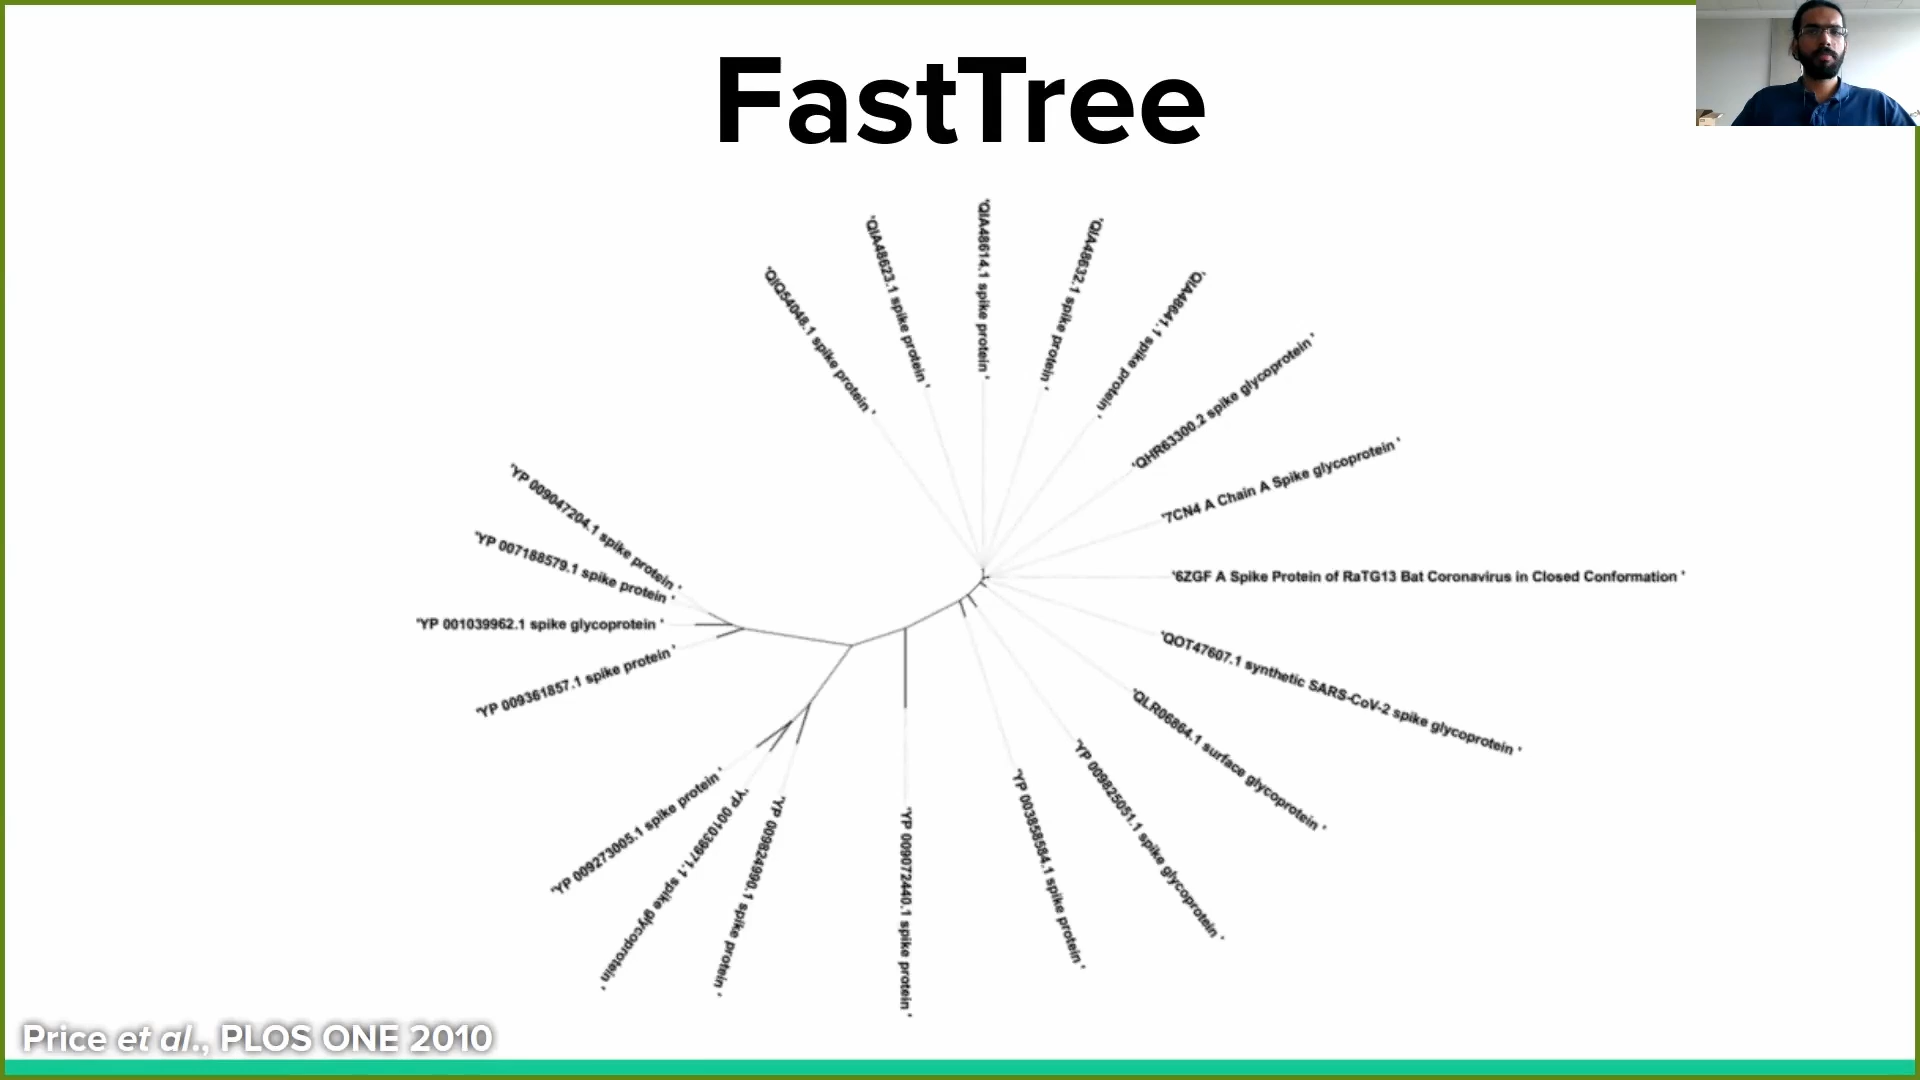 FastTree
'QIQ54048.1 spike protein '
'QIA48623.1 spike protein '
'QIA48614.1 spike protein '
'QIA48632.1 spike protein '
'QIA48641.1 spike protein '
'QHR63300.2 spike glycoprotein '
'7CN4 A Chain A Spike glycoprotein '
'6ZGF A Spike Protein of RaTG13 Bat Coronavirus in Closed Conformation '
'QOT47607.1 synthetic SARS-CoV-2 spike glycoprotein '
'QLR06864.1 surface glycoprotein '
'YP 009825051.1 spike glycoprotein '
'YP 003858584.1 spike protein '
'YP 009072440.1 spike protein '
'YP 009824990.1 spike protein '
'YP 001039971.1 spike glycoprotein '
'YP 009273005.1 spike protein '
'YP 009361857.1 spike protein '
'YP 001039962.1 spike glycoprotein '
'YP 007188579.1 spike protein '
'YP 009047204.1 spike protein '
Price et al., PLOS ONE 2010